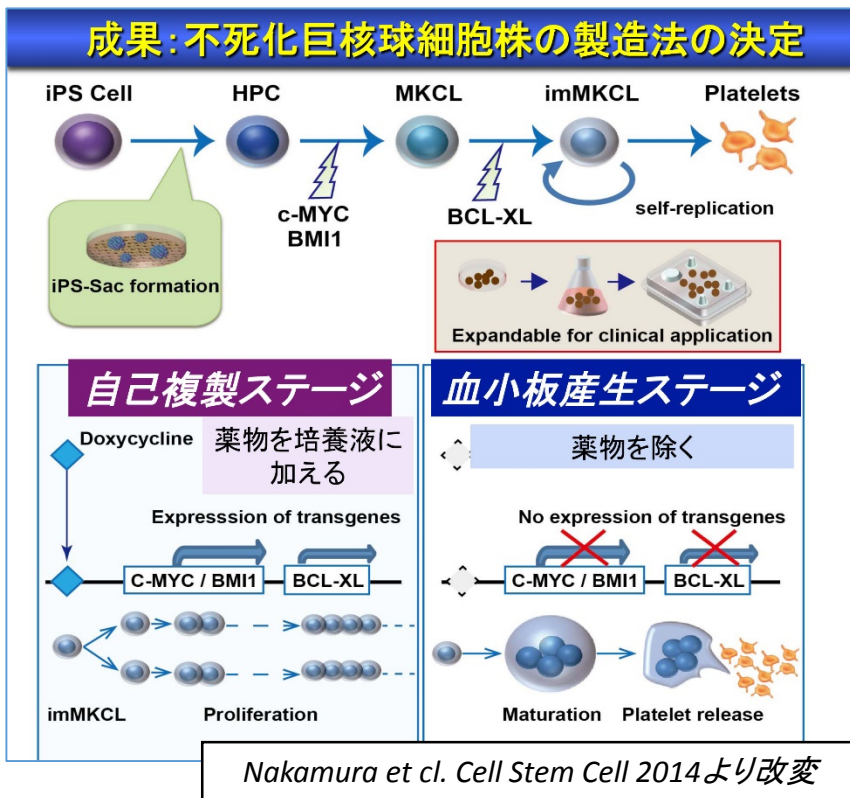 成果:不死化巨核球細胞株の製造法の決定
iPS Cell
HPC
MKCL
imMKCL
Platelets
c-MYC
BMI1
BCL-XL
self-replication
iPS-Sac formation
Expandable for clinical application
自己複製ステージ
Doxycycline
薬物を培養液に
加える
Expresssion of transgenes
C-MYC / BMI1
BCL-XL
imMKCL
Proliferation
血小板産生ステージ
薬物を除く
No expression of transgenes
C-MYC / BMI1
BCL-XL
Maturation
Platelet release
Nakamura et cl. Cell Stem Cell 2014より改変